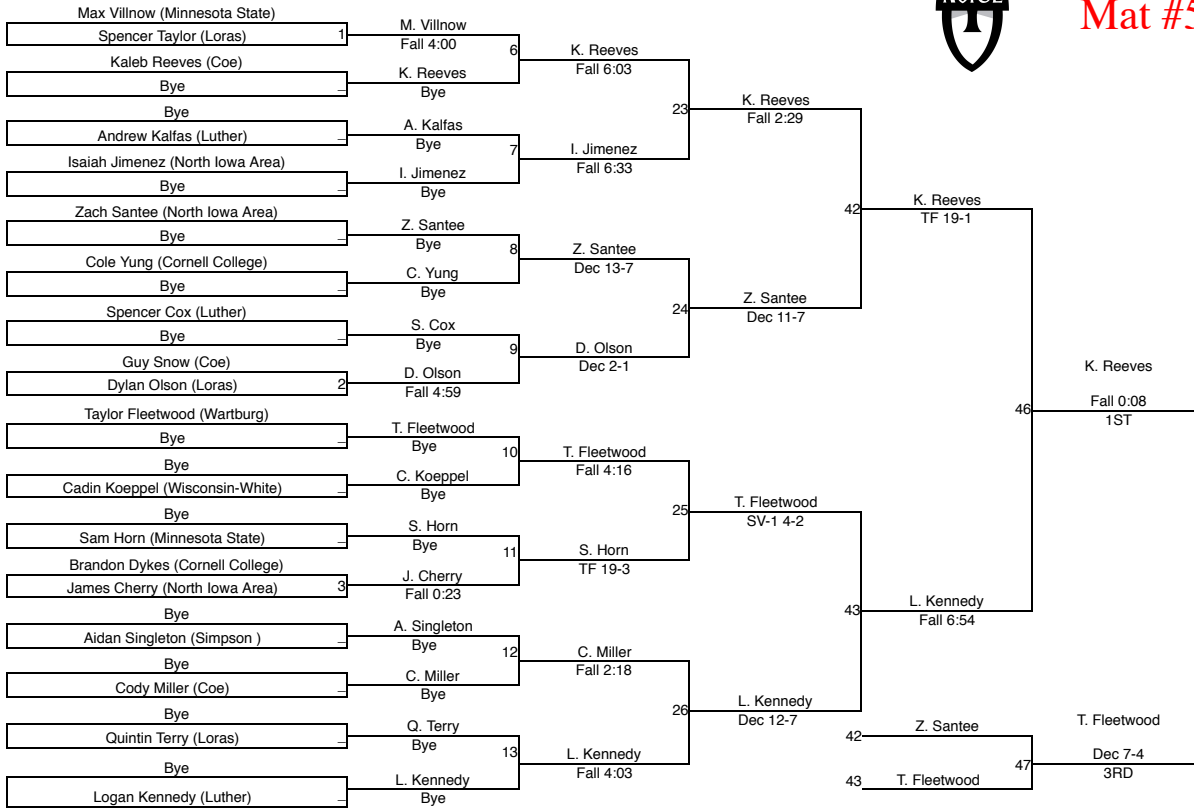 Max Villnow (Minnesota State)
Spencer Taylor (Loras) 1
Kaleb Reeves (Coe)
Bye _
Bye
Andrew Kalfas (Luther) _
Isaiah Jimenez (North Iowa Area)
Bye _
Zach Santee (North Iowa Area)
Bye _
Cole Yung (Cornell College)
Bye _
Spencer Cox (Luther)
Bye _
Guy Snow (Coe)
Dylan Olson (Loras) 2
Taylor Fleetwood (Wartburg)
Bye _
Bye
Cadin Koeppel (Wisconsin-White) _
Bye
Sam Horn (Minnesota State) _
Brandon Dykes (Cornell College)
James Cherry (North Iowa Area) 3
Bye
Aidan Singleton (Simpson ) _
Bye
Cody Miller (Coe) _
Bye
Quintin Terry (Loras) _
Bye
Logan Kennedy (Luther) _
M. Villnow
Fall 4:00
6
K. Reeves
Bye
A. Kalfas
Bye
7
I. Jimenez
Bye
Z. Santee
Bye
8
C. Yung
Bye
S. Cox
Bye
9
D. Olson
Fall 4:59
T. Fleetwood
Bye
10
C. Koeppel
Bye
S. Horn
Bye
11
J. Cherry
Fall 0:23
A. Singleton
Bye
12
C. Miller
Bye
Q. Terry
Bye
13
L. Kennedy
Bye
K. Reeves
Fall 6:03
23
I. Jimenez
Fall 6:33
Z. Santee
Dec 13-7
24
D. Olson
Dec 2-1
T. Fleetwood
Fall 4:16
25
S. Horn
TF 19-3
C. Miller
Fall 2:18
26
L. Kennedy
Fall 4:03
K. Reeves
Fall 2:29
42
Z. Santee
Dec 11-7
T. Fleetwood
SV-1 4-2
43
L. Kennedy
Dec 12-7
K. Reeves
TF 19-1
46
L. Kennedy
Fall 6:54
K. Reeves
Fall 0:08
1ST
42 Z. Santee
47
43 T. Fleetwood
T. Fleetwood
Dec 7-4
3RD
Mat #5